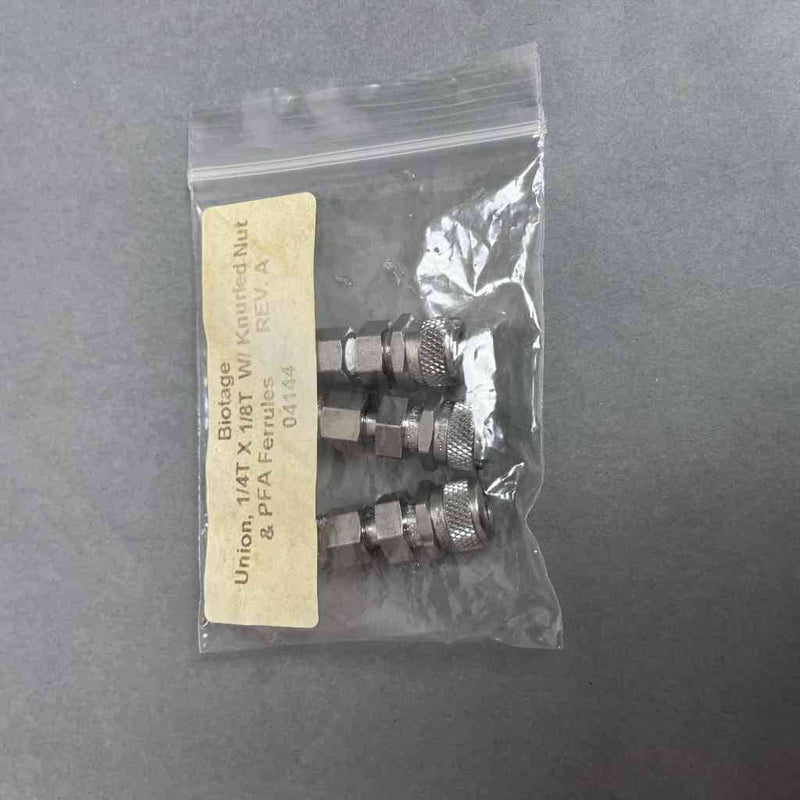 Biotage
Union, 1/4T X 1/8T W/ Knurled Nut
& PFA Ferrules REV. A
04144